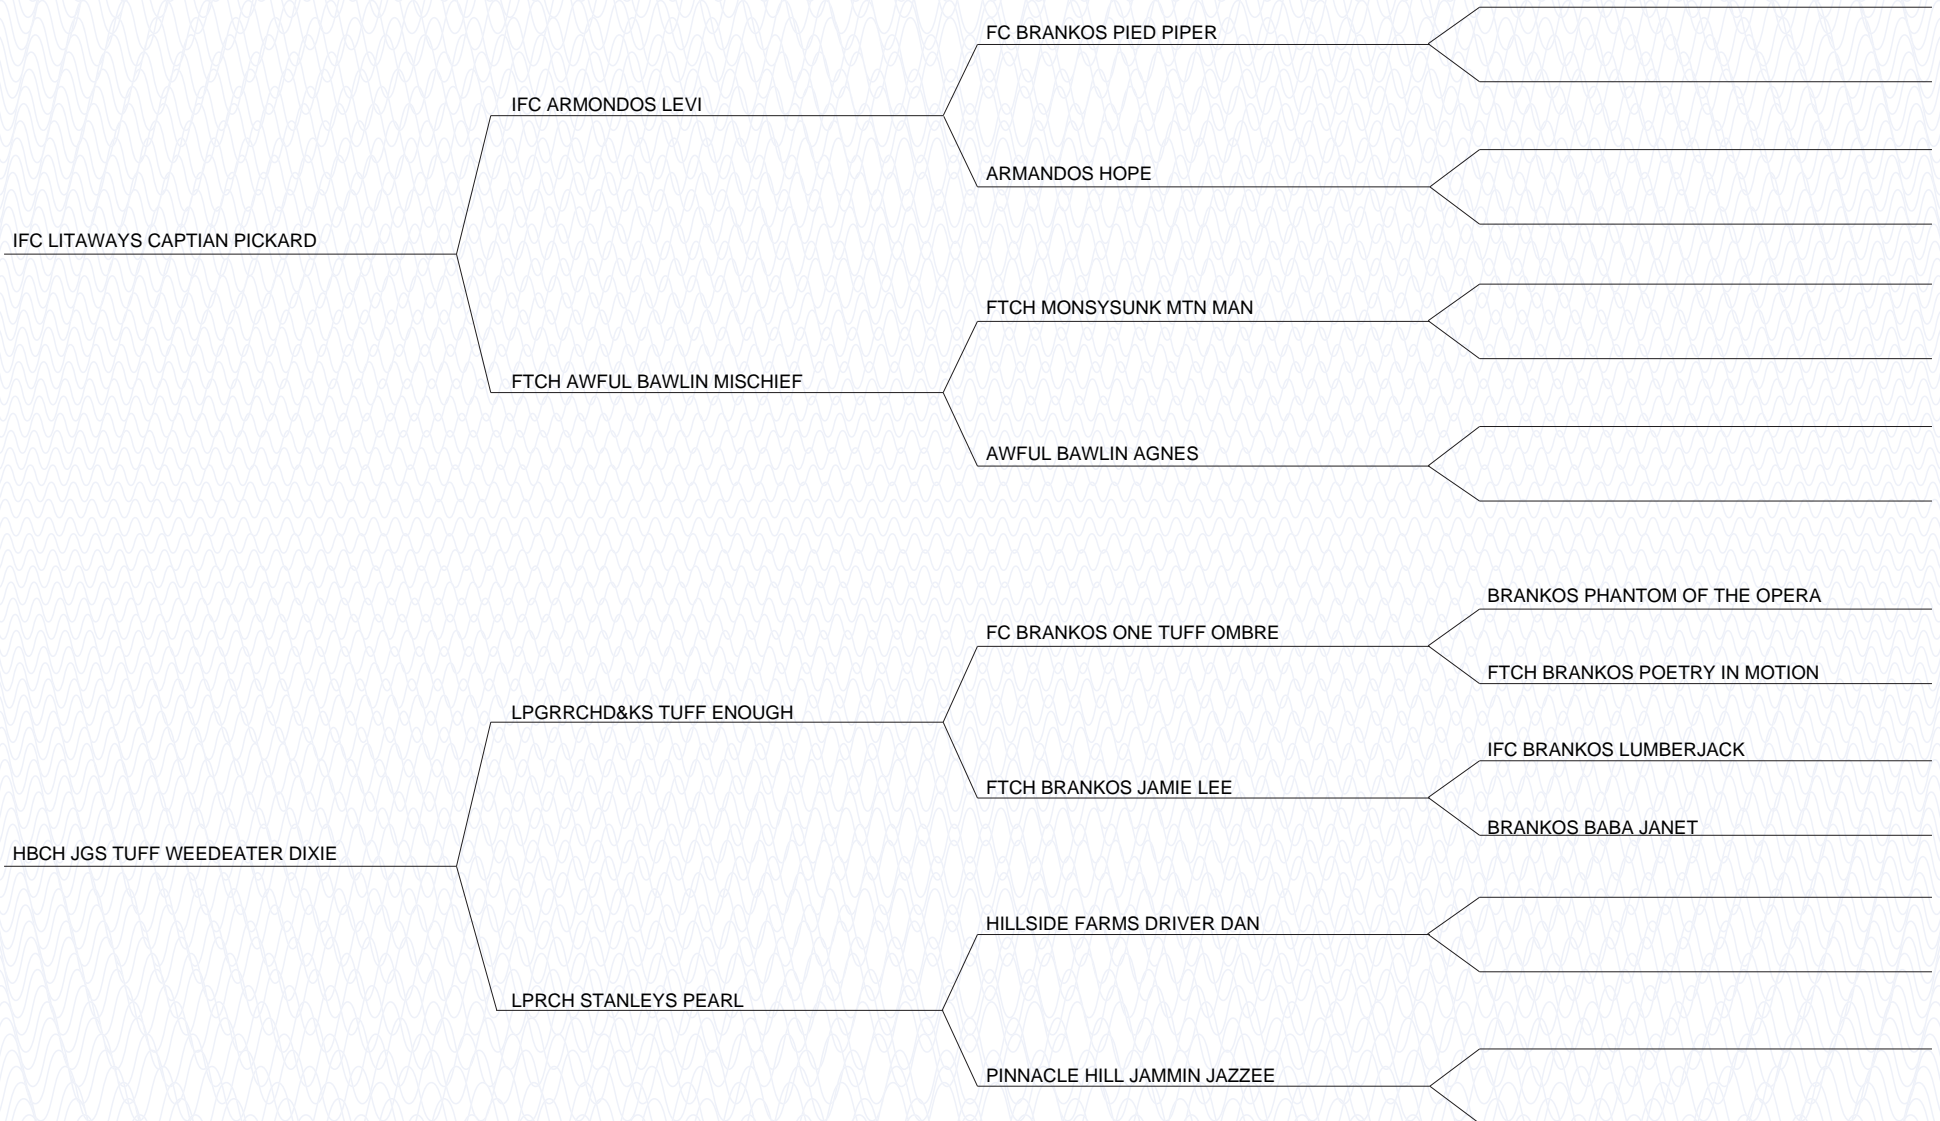 FC BRANKOS PIED PIPER
IFC ARMONDOS LEVI
ARMANDOS HOPE
IFC LITAWAYS CAPTIAN PICKARD
FTCH MONSYSUNK MTN MAN
FTCH AWFUL BAWLIN MISCHIEF
AWFUL BAWLIN AGNES
BRANKOS PHANTOM OF THE OPERA
FC BRANKOS ONE TUFF OMBRE
FTCH BRANKOS POETRY IN MOTION
LPGRRCHD&KS TUFF ENOUGH
IFC BRANKOS LUMBERJACK
FTCH BRANKOS JAMIE LEE
BRANKOS BABA JANET
HBCH JGS TUFF WEEDEATER DIXIE
HILLSIDE FARMS DRIVER DAN
LPRCH STANLEYS PEARL
PINNACLE HILL JAMMIN JAZZEE